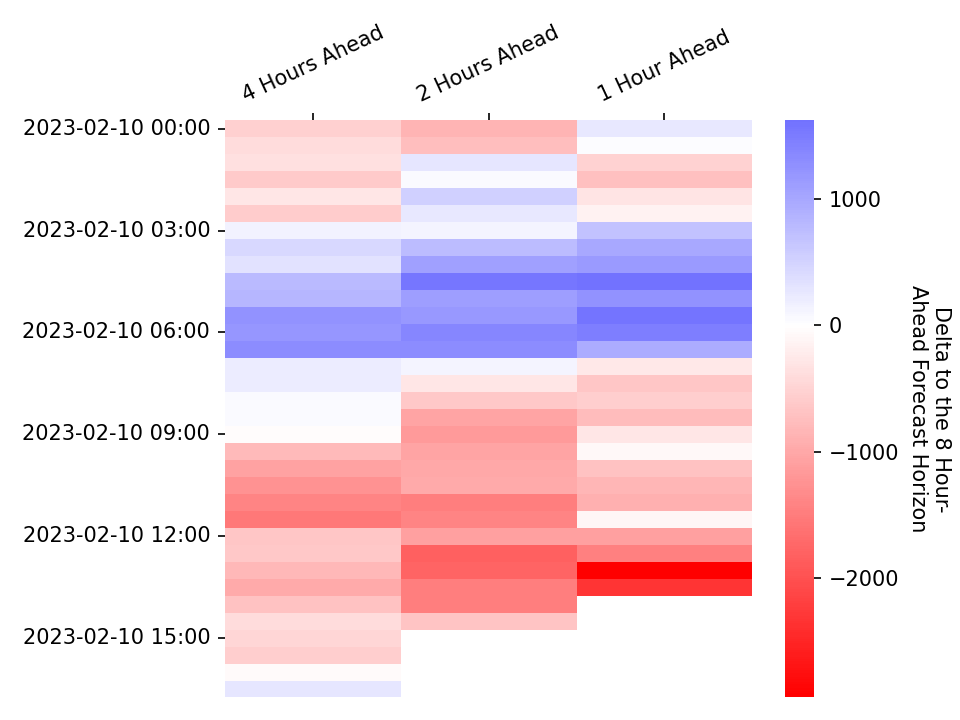 4 Hours Ahead
2 Hours Ahead
1 Hour Ahead
2023-02-10 00:00
2023-02-10 03:00
2023-02-10 06:00
2023-02-10 09:00
2023-02-10 12:00
2023-02-10 15:00
1000
0
−1000
−2000
Delta to the 8 Hour-
Ahead Forecast Horizon